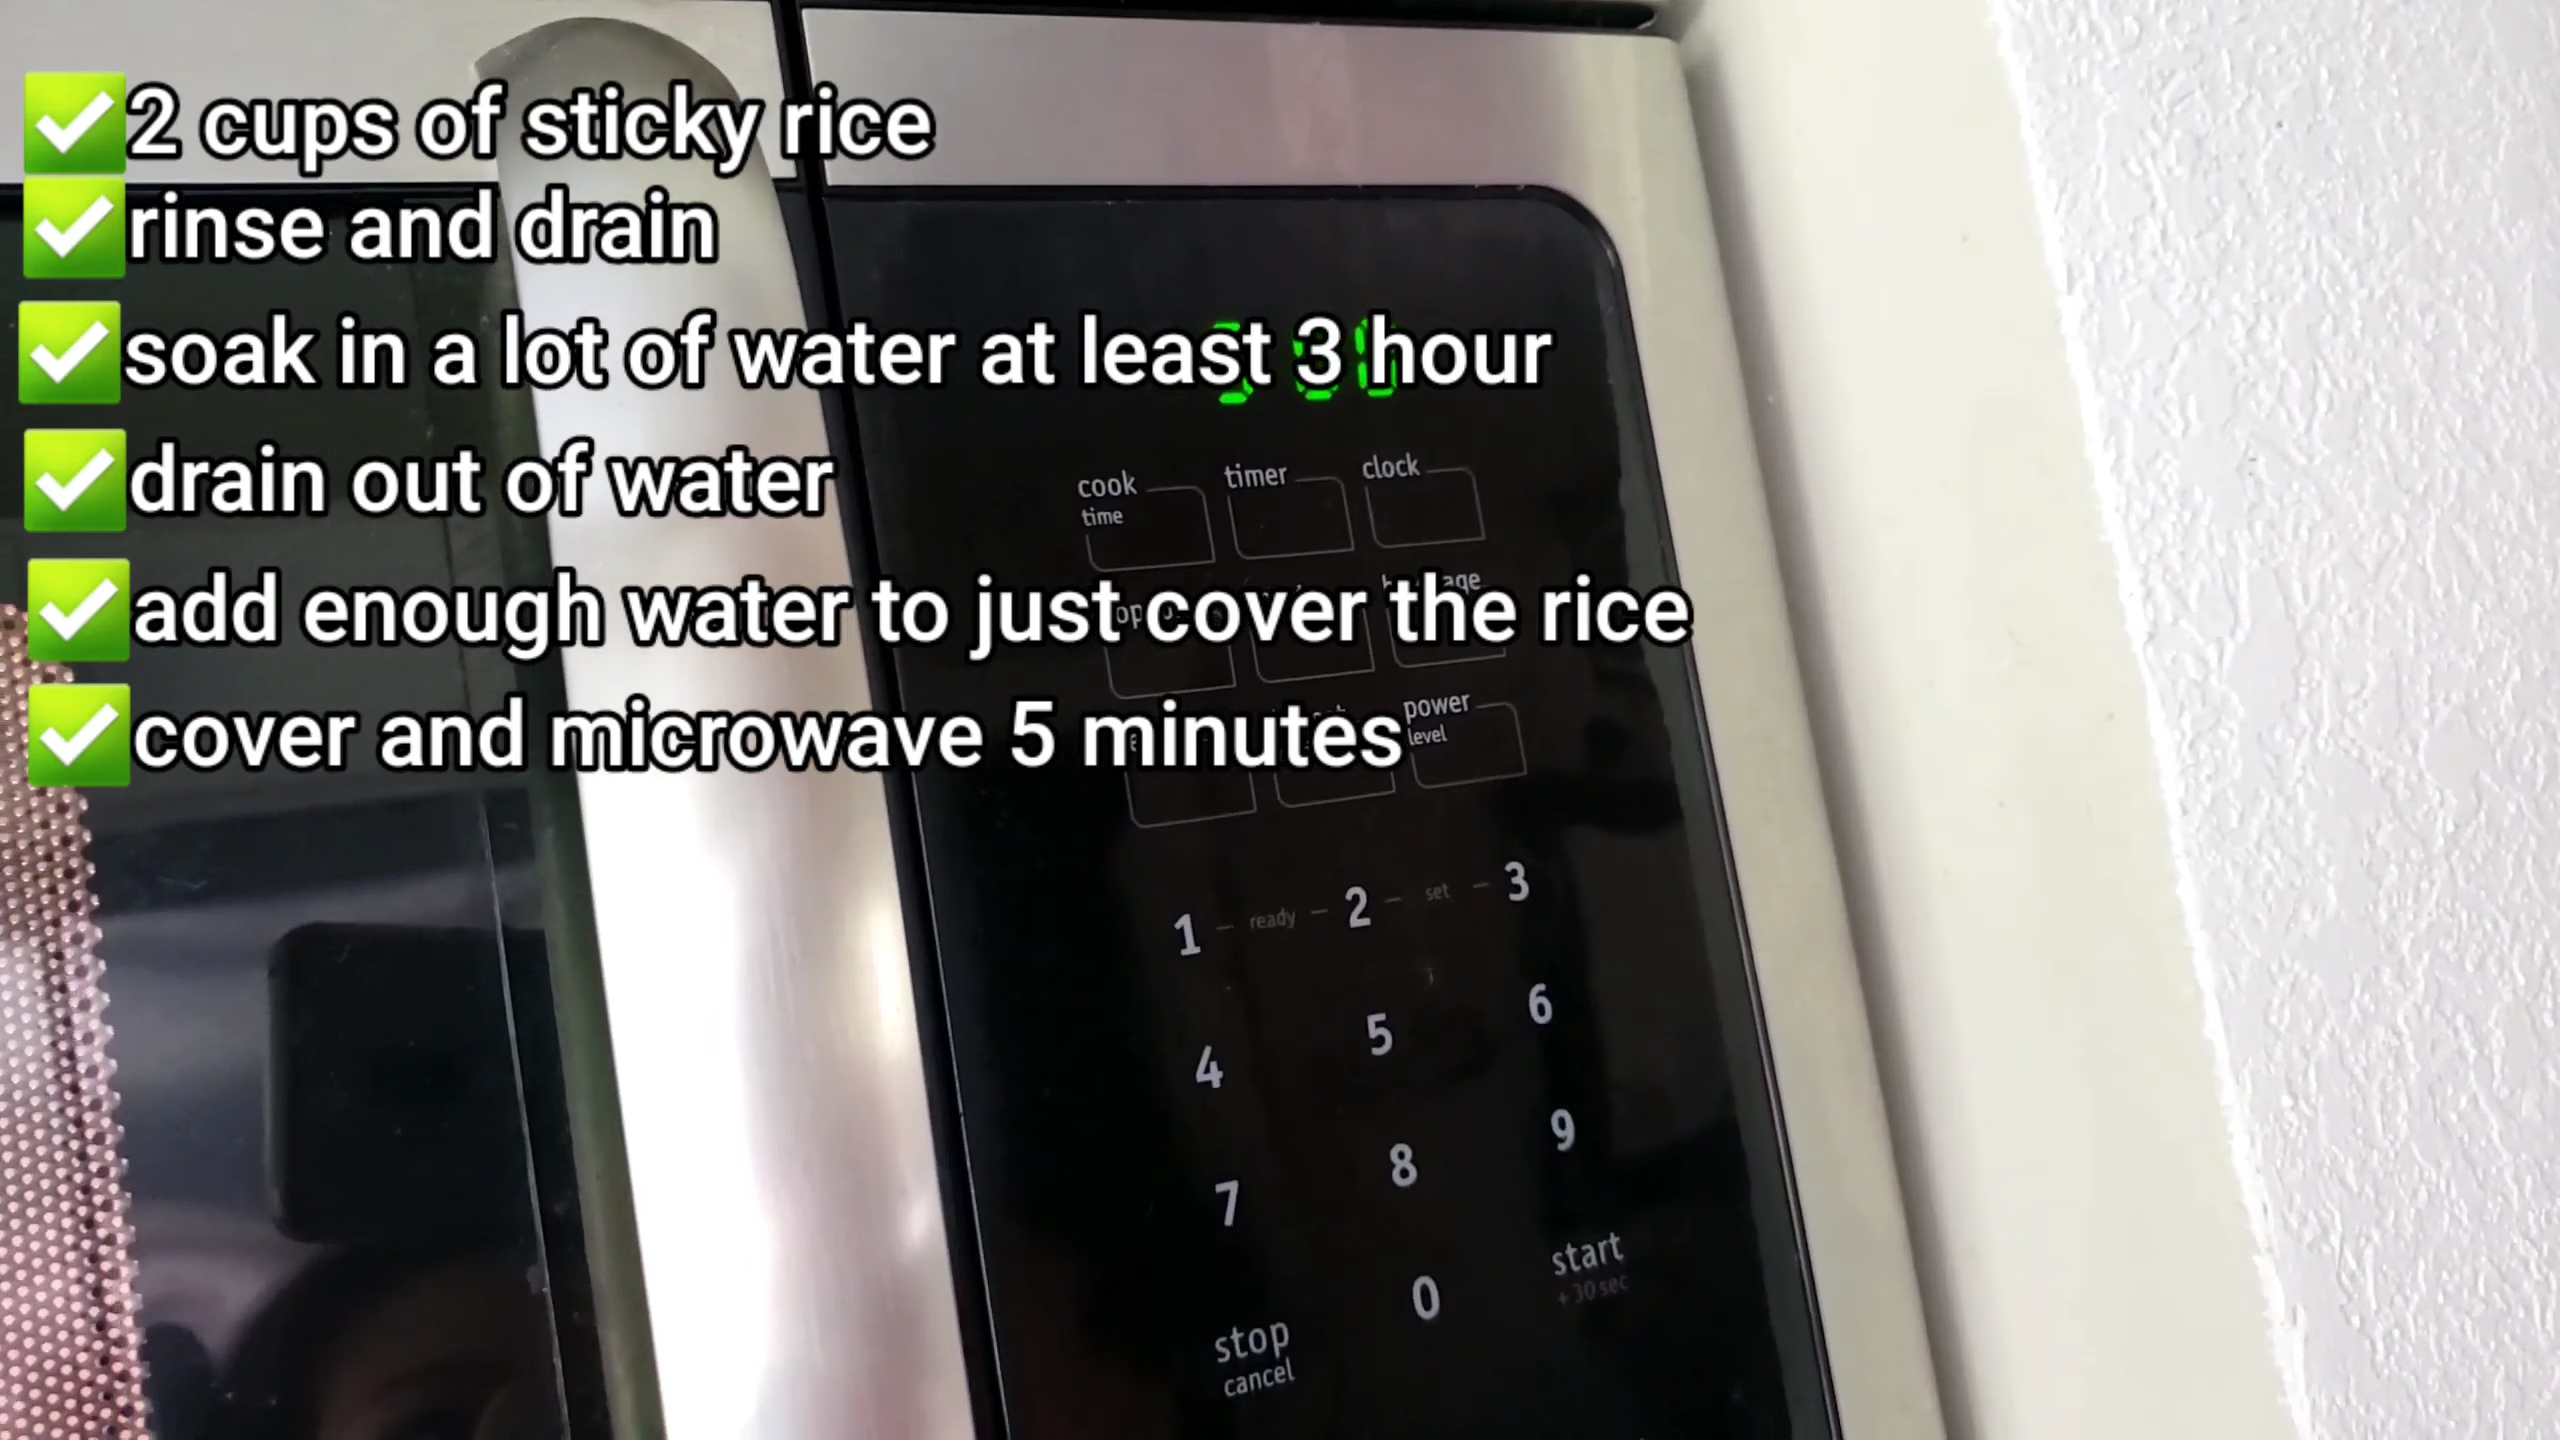 ✅2 cups of sticky rice
✅rinse and drain
✅soak in a lot of water at least 3 hour
✅drain out of water
✅add enough water to just cover the rice
✅cover and microwave 5 minutes
cook timer clock
time
power
level
1 - ready - 2 - set - 3
4 5 6
7 8 9
stop 0 start
cancel + 30 sec